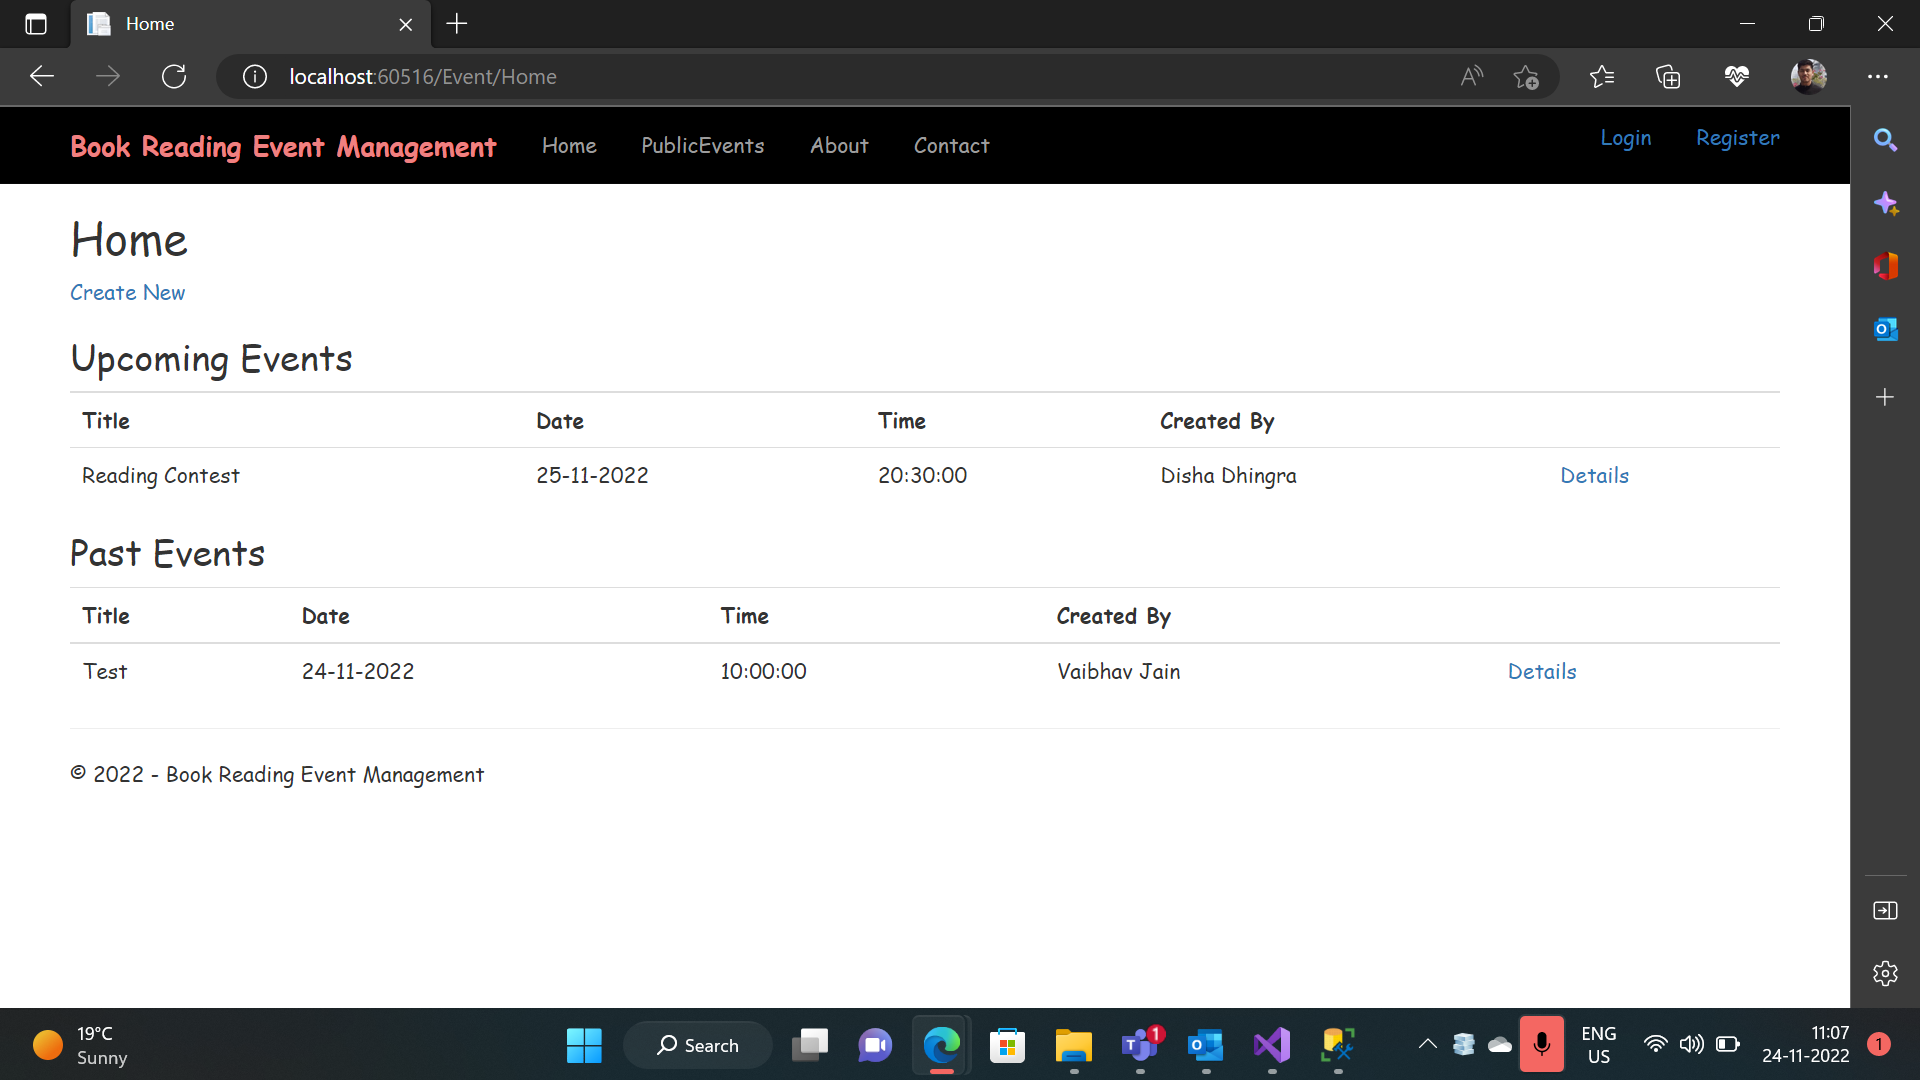 Home
localhost:60516/Event/Home
Book Reading Event Management Home PublicEvents About Contact Login Register
Home
Create New
Upcoming Events
Title Date Time Created By
Reading Contest 25-11-2022 20:30:00 Disha Dhingra Details
Past Events
Title Date Time Created By
Test 24-11-2022 10:00:00 Vaibhav Jain Details
© 2022 - Book Reading Event Management
19°C
Sunny
Search
1
ENG
US
11:07
24-11-2022
1